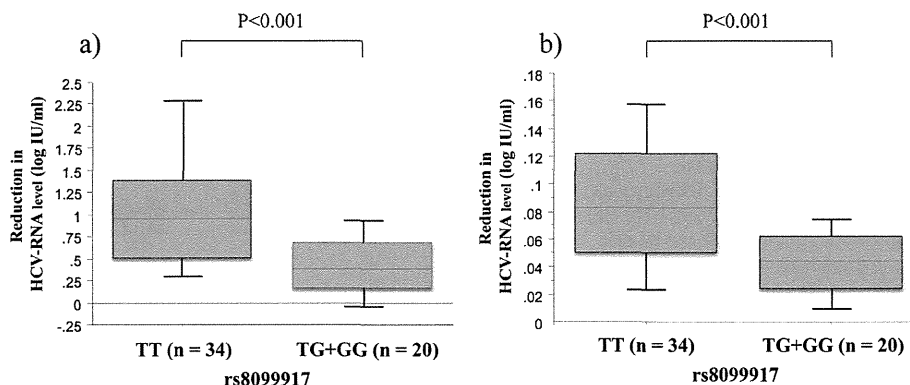 a)
P<0.001
Reduction in
HCV-RNA level (log IU/ml)
2.5
2.25
2
1.75
1.5
1.25
1
.75
.5
.25
0
-.25
TT (n = 34)
TG+GG (n = 20)
rs8099917
b)
P<0.001
Reduction in
HCV-RNA level (log IU/ml)
.18
.16
.14
.12
.1
.08
.06
.04
.02
0
TT (n = 34)
TG+GG (n = 20)
rs8099917